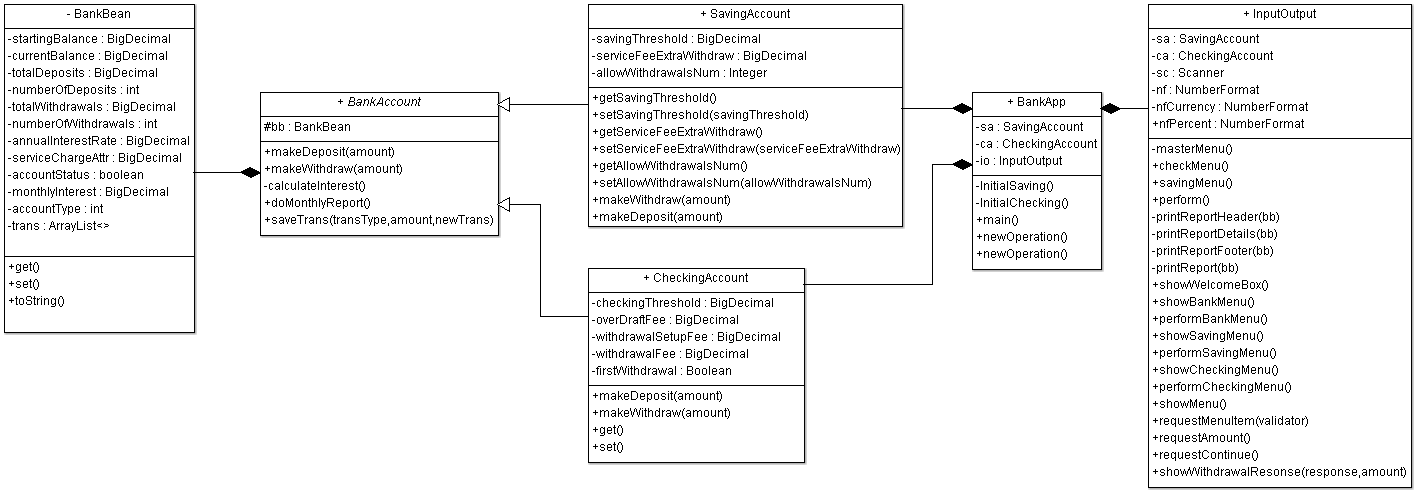 - BankBean
-startingBalance : BigDecimal
-currentBalance : BigDecimal
-totalDeposits : BigDecimal
-numberOfDeposits : int
-totalWithdrawals : BigDecimal
-numberOfWithdrawals : int
-annualInterestRate : BigDecimal
-serviceChargeAttr : BigDecimal
-accountStatus : boolean
-monthlyInterest : BigDecimal
-accountType : int
-trans : ArrayList<>
+get()
+set()
+toString()
+ BankAccount
#bb : BankBean
+makeDeposit(amount)
+makeWithdraw(amount)
-calculateInterest()
+doMonthlyReport()
+saveTrans(transType,amount,newTrans)
+ SavingAccount
-savingThreshold : BigDecimal
-serviceFeeExtraWithdraw : BigDecimal
-allowWithdrawalsNum : Integer
+getSavingThreshold()
+setSavingThreshold(savingThreshold)
+getServiceFeeExtraWithdraw()
+setServiceFeeExtraWithdraw(serviceFeeExtraWithdraw)
+getAllowWithdrawalsNum()
+setAllowWithdrawalsNum(allowWithdrawalsNum)
+makeWithdraw(amount)
+makeDeposit(amount)
+ CheckingAccount
-checkingThreshold : BigDecimal
-overDraftFee : BigDecimal
-withdrawalSetupFee : BigDecimal
-withdrawalFee : BigDecimal
-firstWithdrawal : Boolean
+makeDeposit(amount)
+makeWithdraw(amount)
+get()
+set()
+ BankApp
-sa : SavingAccount
-ca : CheckingAccount
-io : InputOutput
-InitialSaving()
-InitialChecking()
+main()
+newOperation()
+newOperation()
+ InputOutput
-sa : SavingAccount
-ca : CheckingAccount
-sc : Scanner
-nf : NumberFormat
-nfCurrency : NumberFormat
+nfPercent : NumberFormat
-masterMenu()
+checkMenu()
+savingMenu()
+perform()
-printReportHeader(bb)
-printReportDetails(bb)
-printReportFooter(bb)
-printReport(bb)
+showWelcomeBox()
+showBankMenu()
+performBankMenu()
+showSavingMenu()
+performSavingMenu()
+showCheckingMenu()
+performCheckingMenu()
+showMenu()
+requestMenuItem(validator)
+requestAmount()
+requestContinue()
+showWithdrawalResonse(response,amount)